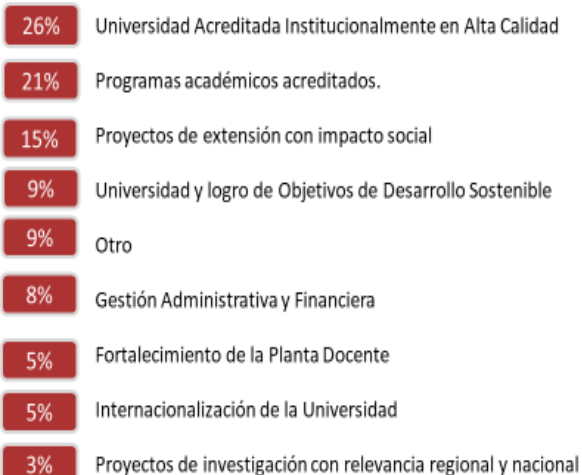 26% Universidad Acreditada Institucionalmente en Alta Calidad
21% Programas académicos acreditados.
15% Proyectos de extensión con impacto social
9% Universidad y logro de Objetivos de Desarrollo Sostenible
9% Otro
8% Gestión Administrativa y Financiera
5% Fortalecimiento de la Planta Docente
5% Internacionalización de la Universidad
3% Proyectos de investigación con relevancia regional y nacional